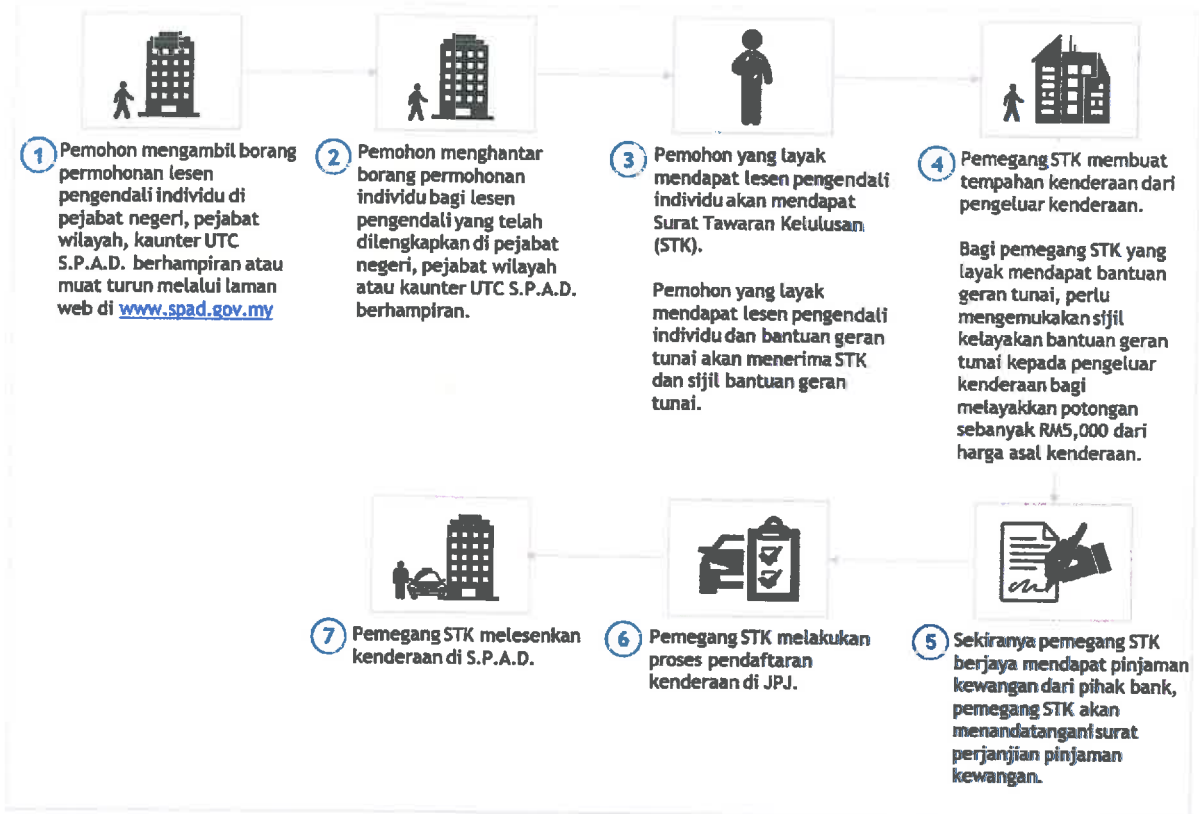 1
Pemohon mengambil borang
permohonan lesen
pengendali individu di
pejabat negeri, pejabat
wilayah, kaunter UTC
S.P.A.D. berhampiran atau
muat turun melalui laman
web di www.spad.gov.my
2
Pemohon menghantar
borang permohonan
individu bagi lesen
pengendali yang telah
dilengkapkan di pejabat
negeri, pejabat wilayah
atau kaunter UTC S.P.A.D.
berhampiran.
3
Pemohon yang layak
mendapat lesen pengendali
individu akan mendapat
Surat Tawaran Kelulusan
(STK).
Pemohon yang layak
mendapat lesen pengendali
individu dan bantuan geran
tunai akan menerima STK
dan sijil bantuan geran
tunai.
4
Pemegang STK membuat
tempahan kenderaan dari
pengeluar kenderaan.
Bagi pemegang STK yang
layak mendapat bantuan
geran tunai, perlu
mengemukakan sijil
kelayakan bantuan geran
tunai kepada pengeluar
kenderaan bagi
melayakkan potongan
sebanyak RM5,000 dari
harga asal kenderaan.
5
Sekiranya pemegang STK
berjaya mendapat pinjaman
kewangan dari pihak bank,
pemegang STK akan
menandatangani surat
perjanjian pinjaman
kewangan.
6
Pemegang STK melakukan
proses pendaftaran
kenderaan di JPJ.
7
Pemegang STK melesenkan
kenderaan di S.P.A.D.